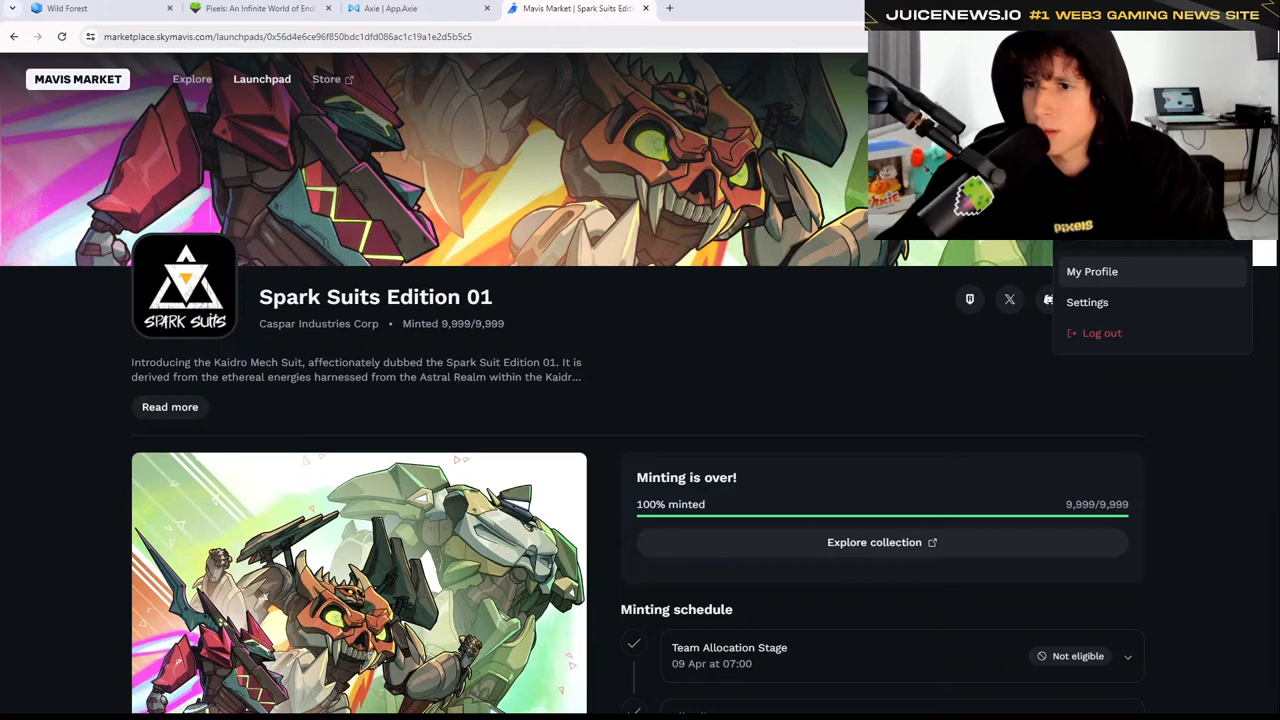 Wild Forest
Pixels: An Infinite World of End
Axie | App.Axie
Mavis Market | Spark Suits Editi
marketplace.skymavis.com/launchpads/0x56d4e6ce96f850bdc1dfd086ac1c19a1e2d5b5c5
JUICENEWS.IO #1 WEB3 GAMING NEWS SITE
MAVIS MARKET
Explore
Launchpad
Store
PIXELS
My Profile
Settings
Log out
SPARK SUITS
Spark Suits Edition 01
Caspar Industries Corp • Minted 9,999/9,999
Introducing the Kaidro Mech Suit, affectionately dubbed the Spark Suit Edition 01. It is
derived from the ethereal energies harnessed from the Astral Realm within the Kaidr...
Read more
Minting is over!
100% minted
9,999/9,999
Explore collection
Minting schedule
Team Allocation Stage
09 Apr at 07:00
Not eligible